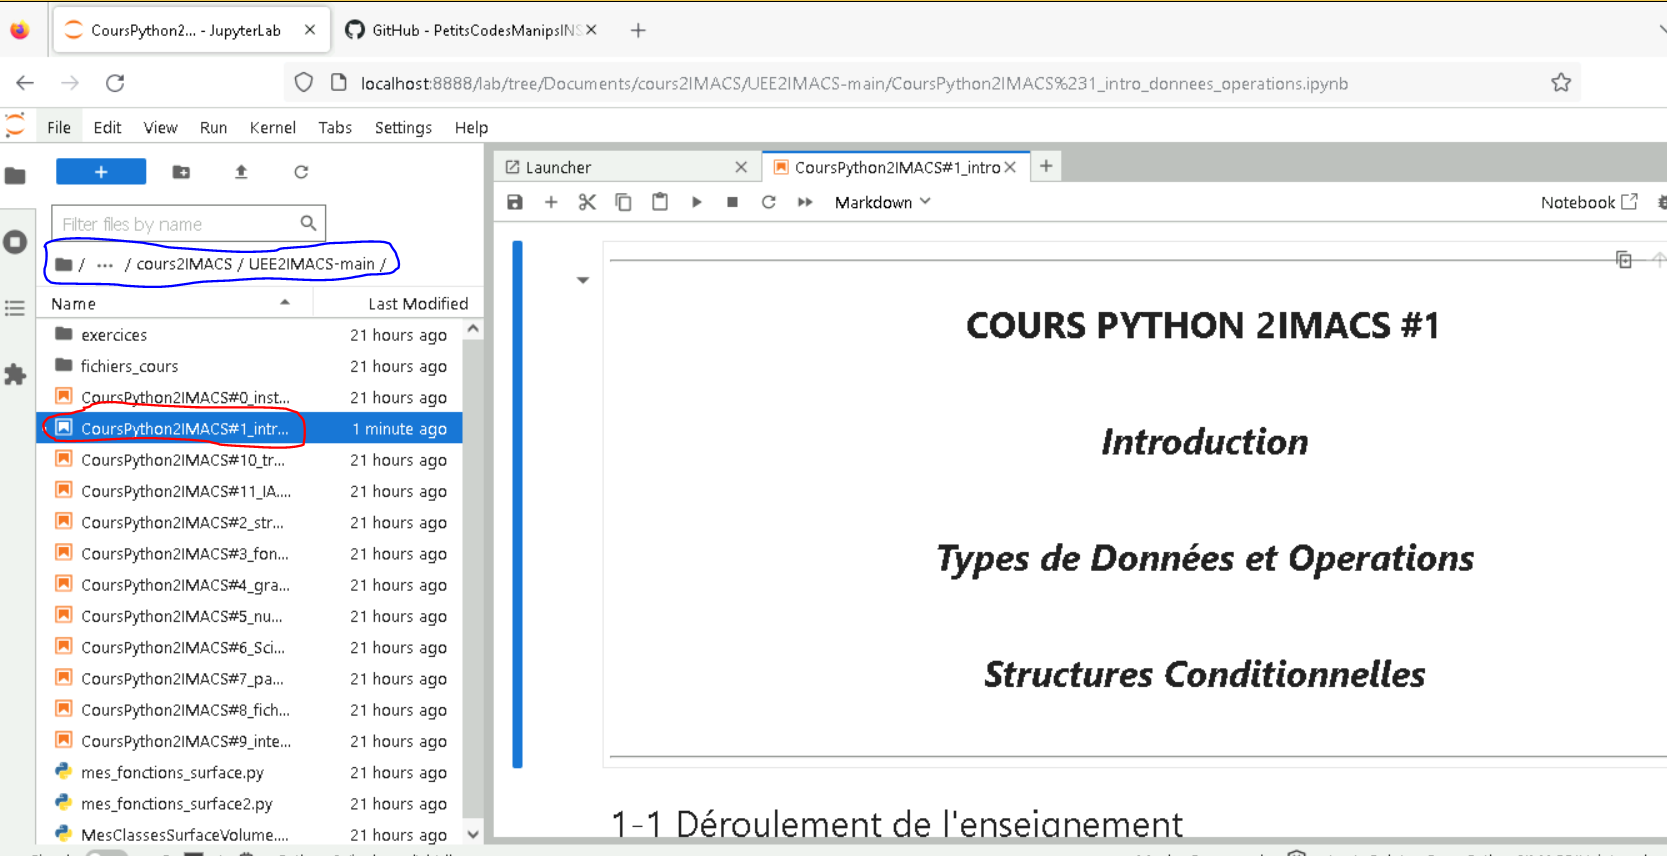 CoursPython2... - JupyterLab
GitHub - PetitsCodesManipsINS
localhost:8888/lab/tree/Documents/cours2IMACS/UEE2IMACS-main/CoursPython2IMACS%231_intro_donnees_operations.ipynb
File Edit View Run Kernel Tabs Settings Help
Filter files by name
/ ··· / cours2IMACS / UEE2IMACS-main /
Name Last Modified
exercices 21 hours ago
fichiers_cours 21 hours ago
CoursPython2IMACS#0_inst... 21 hours ago
CoursPython2IMACS#1_intr... 1 minute ago
CoursPython2IMACS#10_tr... 21 hours ago
CoursPython2IMACS#11_IA.... 21 hours ago
CoursPython2IMACS#2_str... 21 hours ago
CoursPython2IMACS#3_fon... 21 hours ago
CoursPython2IMACS#4_gra... 21 hours ago
CoursPython2IMACS#5_nu... 21 hours ago
CoursPython2IMACS#6_Sci... 21 hours ago
CoursPython2IMACS#7_pa... 21 hours ago
CoursPython2IMACS#8_fich... 21 hours ago
CoursPython2IMACS#9_inte... 21 hours ago
mes_fonctions_surface.py 21 hours ago
mes_fonctions_surface2.py 21 hours ago
MesClassesSurfaceVolume.... 21 hours ago
Launcher
CoursPython2IMACS#1_intro
Markdown
Notebook
COURS PYTHON 2IMACS #1
Introduction
Types de Données et Operations
Structures Conditionnelles
1-1 Déroulement de l'enseignement